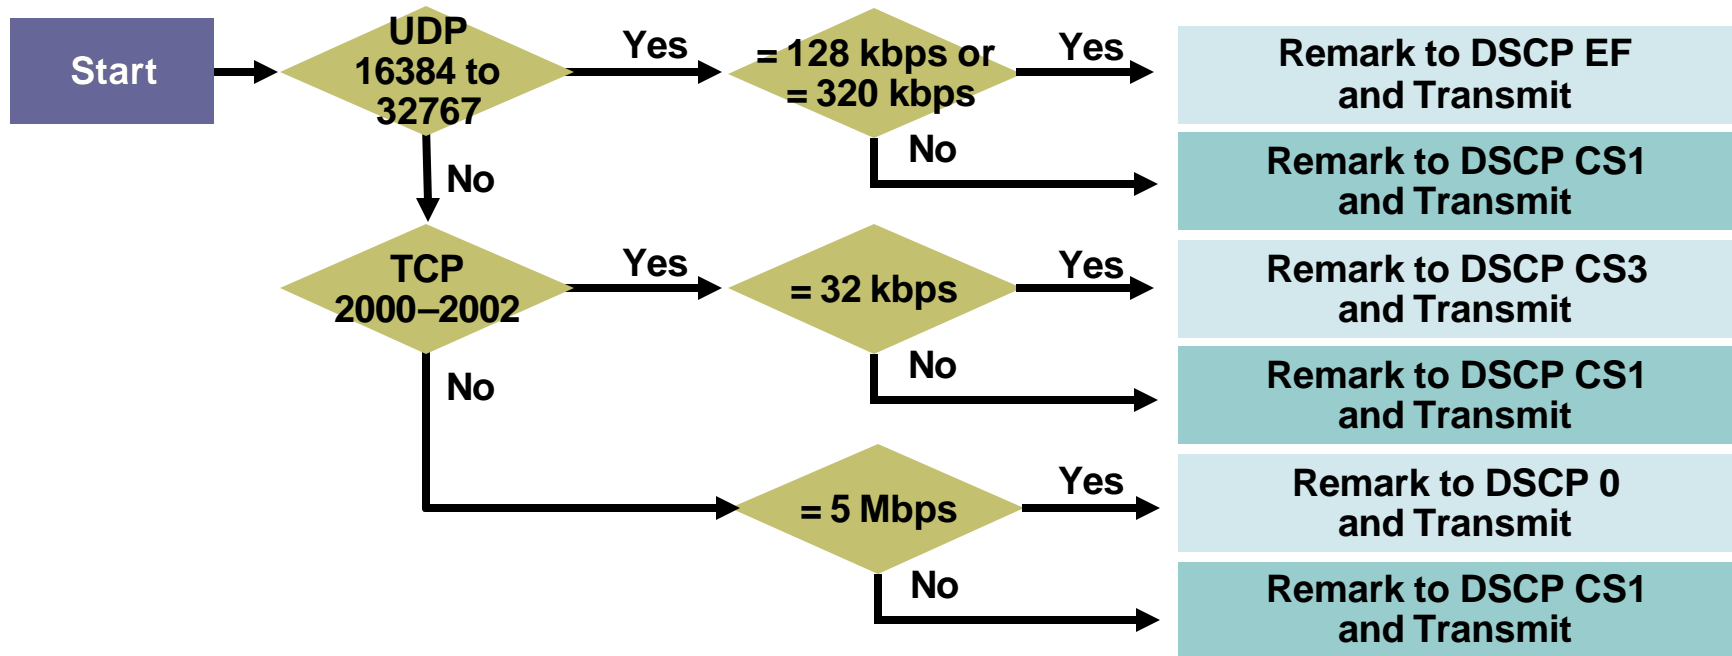 Start
UDP
16384 to
32767
Yes
= 128 kbps or
= 320 kbps
Yes
Remark to DSCP EF
and Transmit
No
Remark to DSCP CS1
and Transmit
No
TCP
2000–2002
Yes
= 32 kbps
Yes
Remark to DSCP CS3
and Transmit
No
Remark to DSCP CS1
and Transmit
No
= 5 Mbps
Yes
Remark to DSCP 0
and Transmit
No
Remark to DSCP CS1
and Transmit